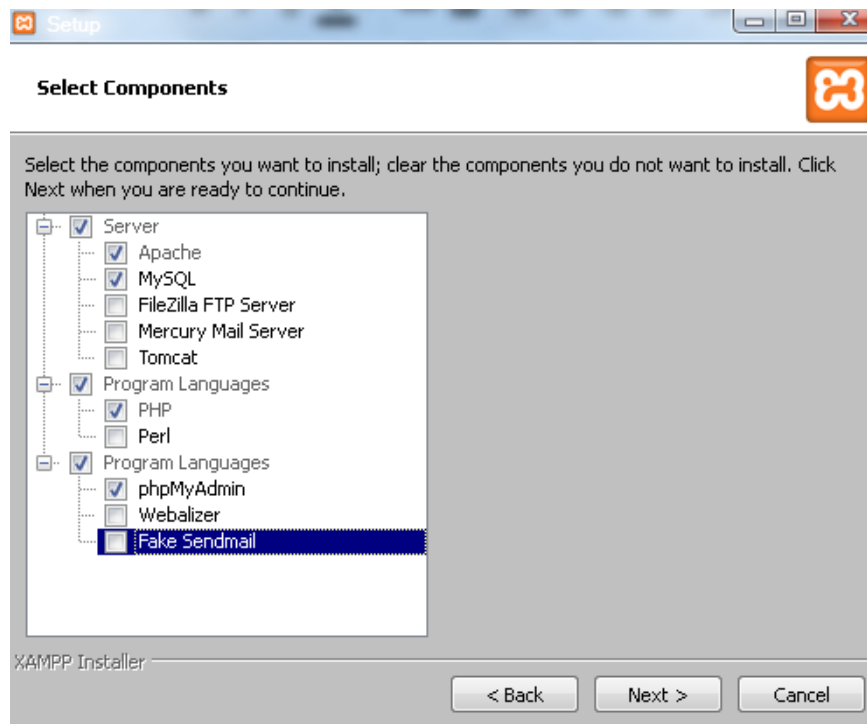 Setup
Select Components
Select the components you want to install; clear the components you do not want to install. Click
Next when you are ready to continue.
Server
Apache
MySQL
FileZilla FTP Server
Mercury Mail Server
Tomcat
Program Languages
PHP
Perl
Program Languages
phpMyAdmin
Webalizer
Fake Sendmail
XAMPP Installer
< Back Next > Cancel